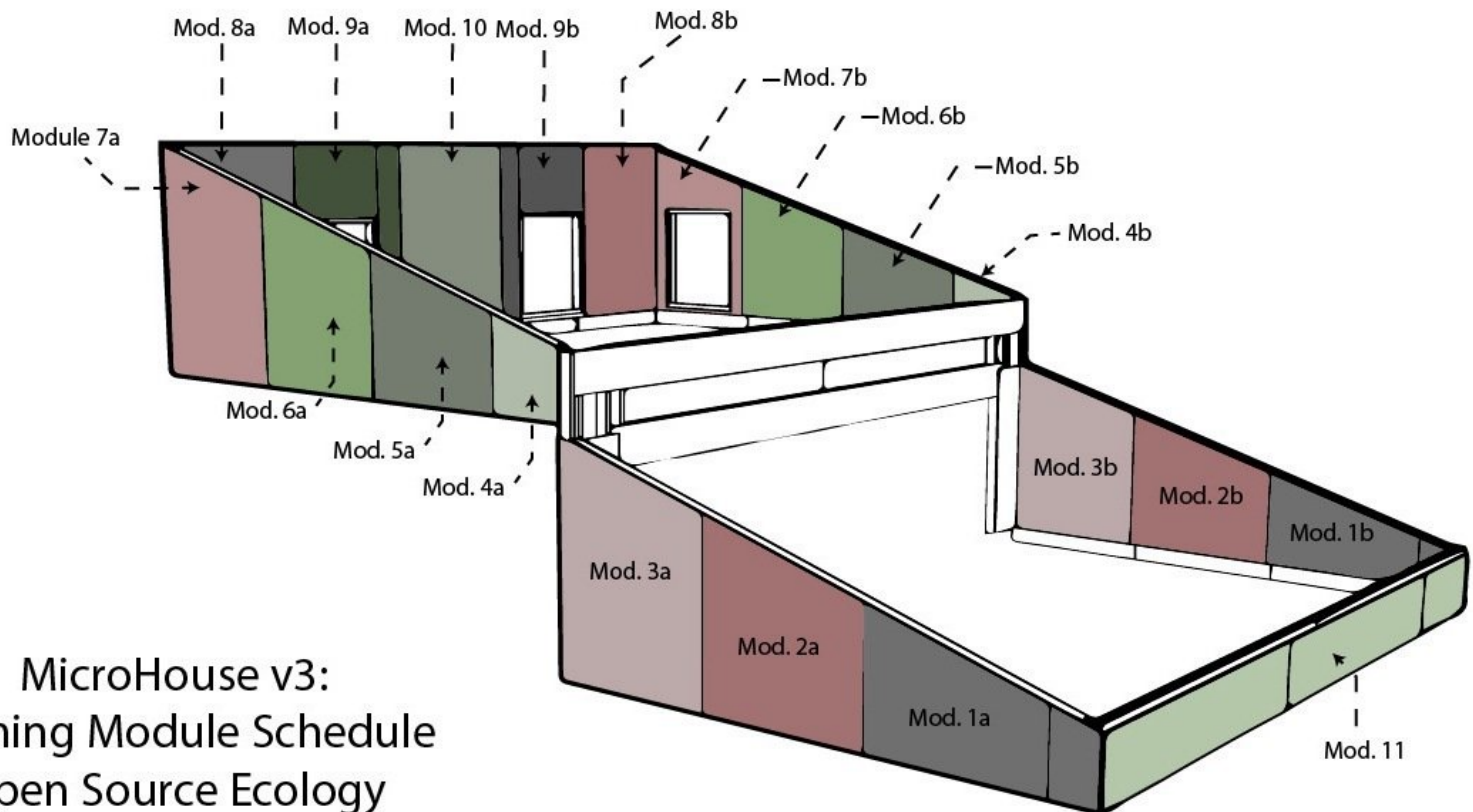 Mod. 8a
Mod. 9a
Mod. 10
Mod. 9b
Mod. 8b
Mod. 7b
Mod. 6b
Mod. 5b
Mod. 4b
Module 7a
Mod. 6a
Mod. 5a
Mod. 4a
Mod. 3b
Mod. 2b
Mod. 1b
Mod. 3a
Mod. 2a
Mod. 1a
Mod. 11
MicroHouse v3:
Module Schedule
Source Ecology